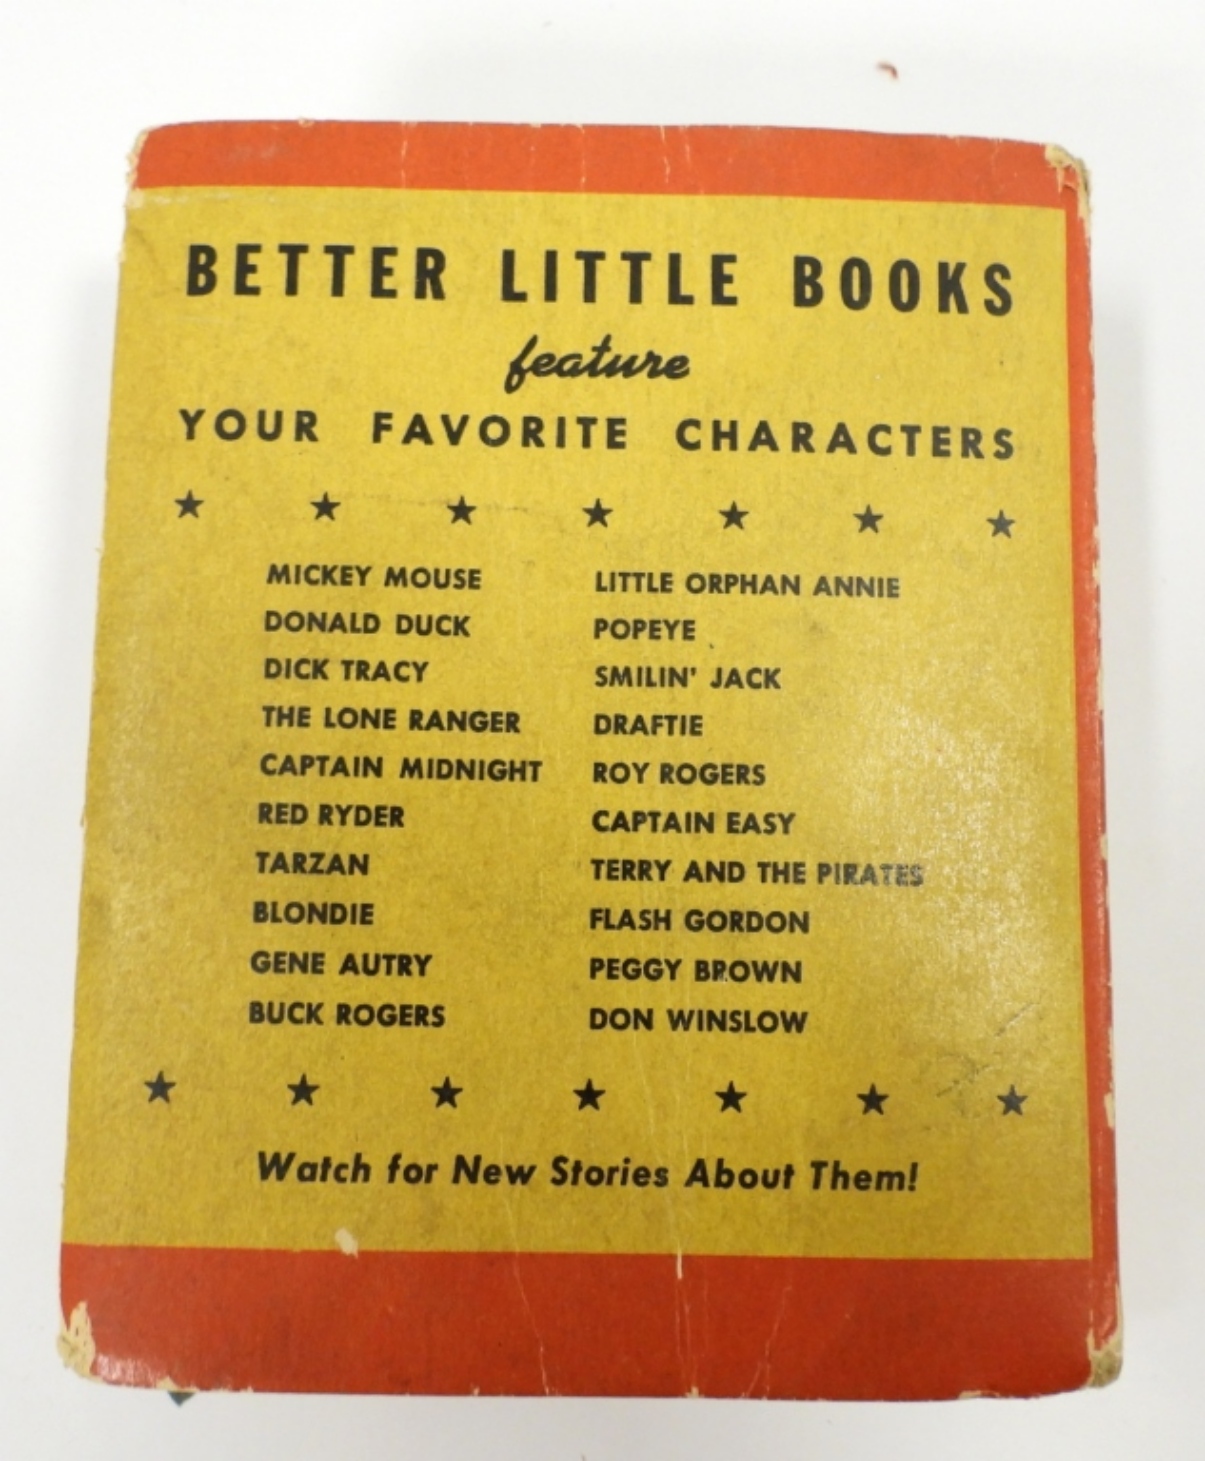 BETTER LITTLE BOOKS
feature
YOUR FAVORITE CHARACTERS
MICKEY MOUSE
DONALD DUCK
DICK TRACY
THE LONE RANGER
CAPTAIN MIDNIGHT
RED RYDER
TARZAN
BLONDIE
GENE AUTRY
BUCK ROGERS
LITTLE ORPHAN ANNIE
POPEYE
SMILIN' JACK
DRAFTIE
ROY ROGERS
CAPTAIN EASY
TERRY AND THE PIRATES
FLASH GORDON
PEGGY BROWN
DON WINSLOW
Watch for New Stories About Them!